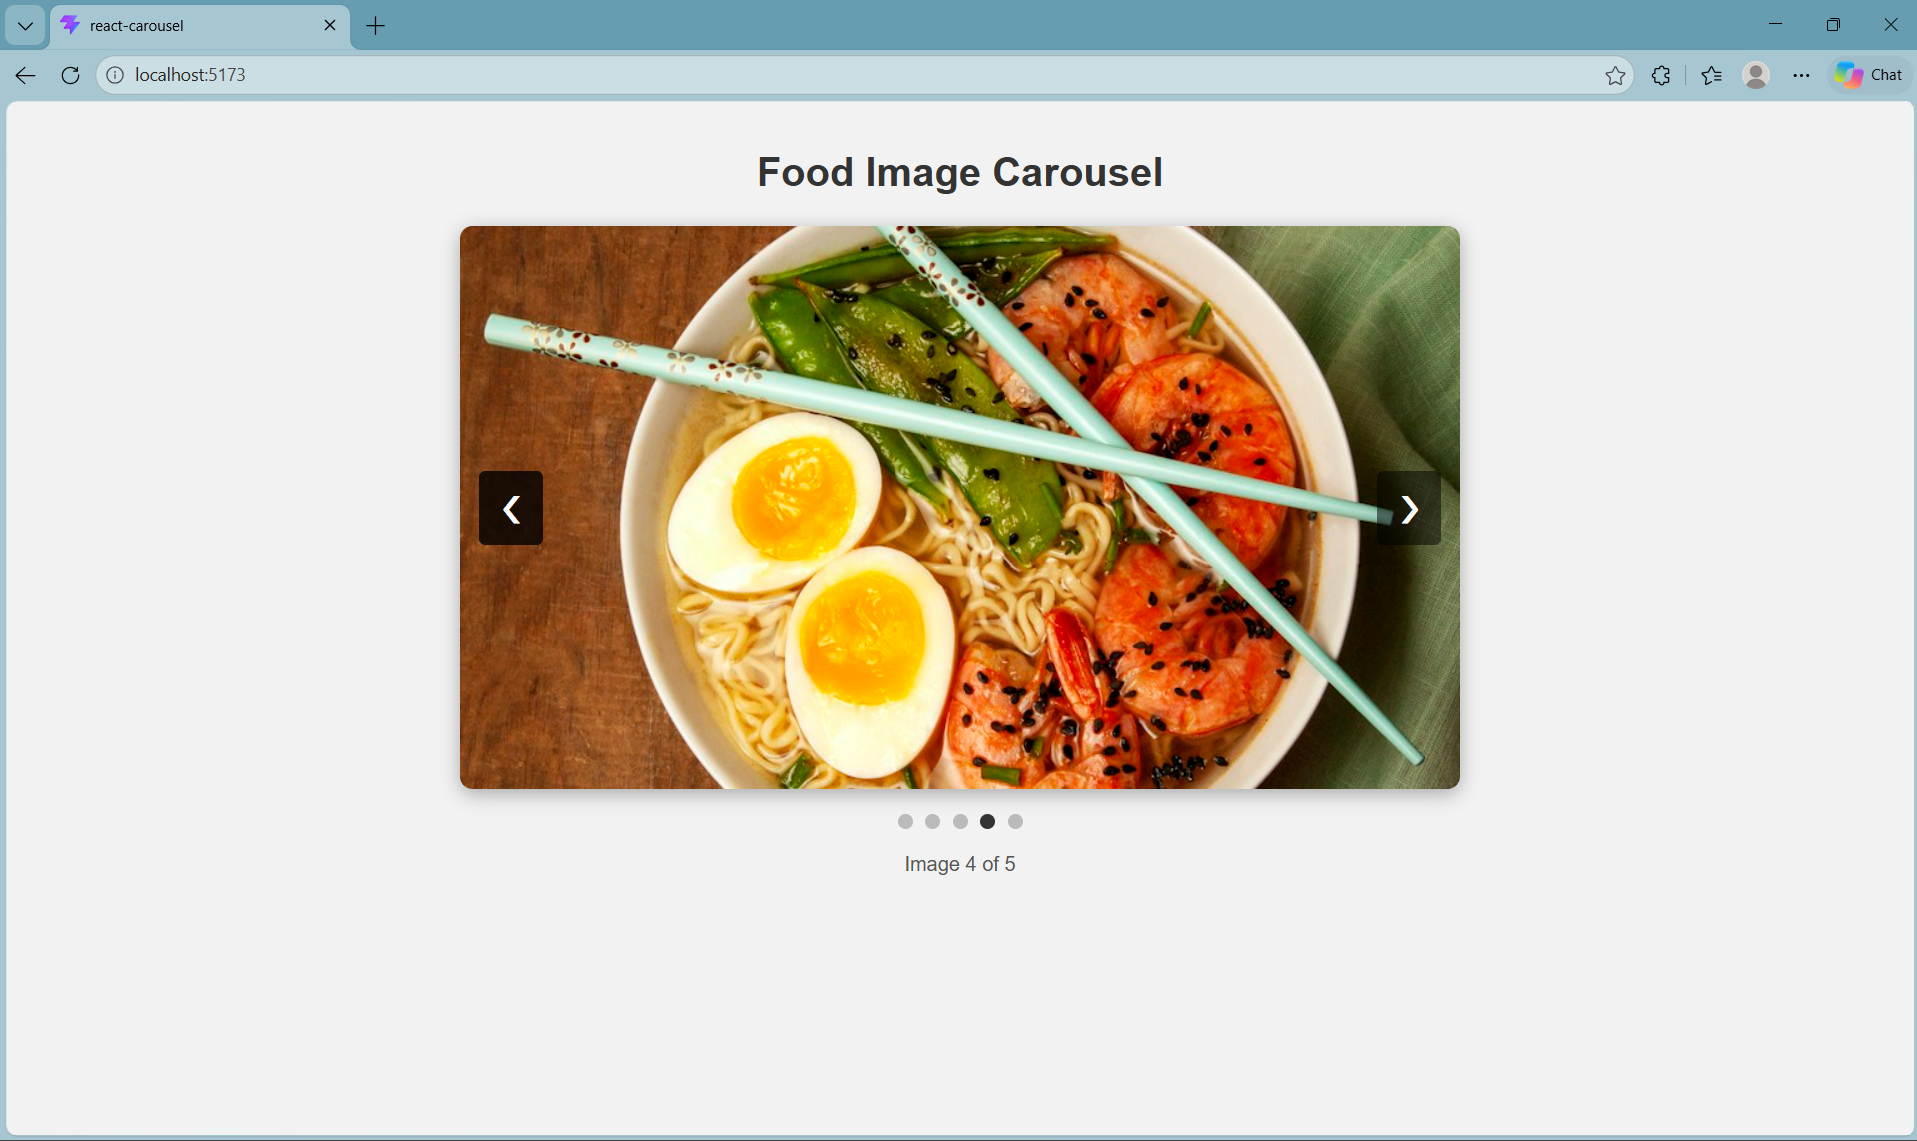 react-carousel
localhost:5173
Chat
Food Image Carousel
❮
❯
Image 4 of 5